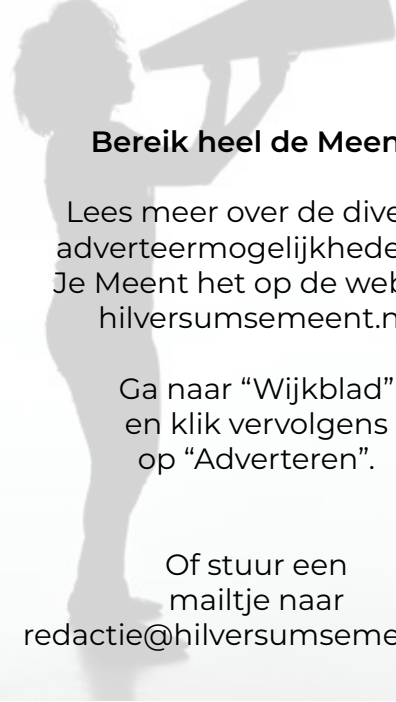 Bereik heel de Meen
Lees meer over de dive
adverteermogelijkhede
Je Meent het op de web
hilversumsemeent.n
Ga naar “Wijkblad”
en klik vervolgens
op “Adverteren”.
Of stuur een
mailtje naar
redactie@hilversumseme